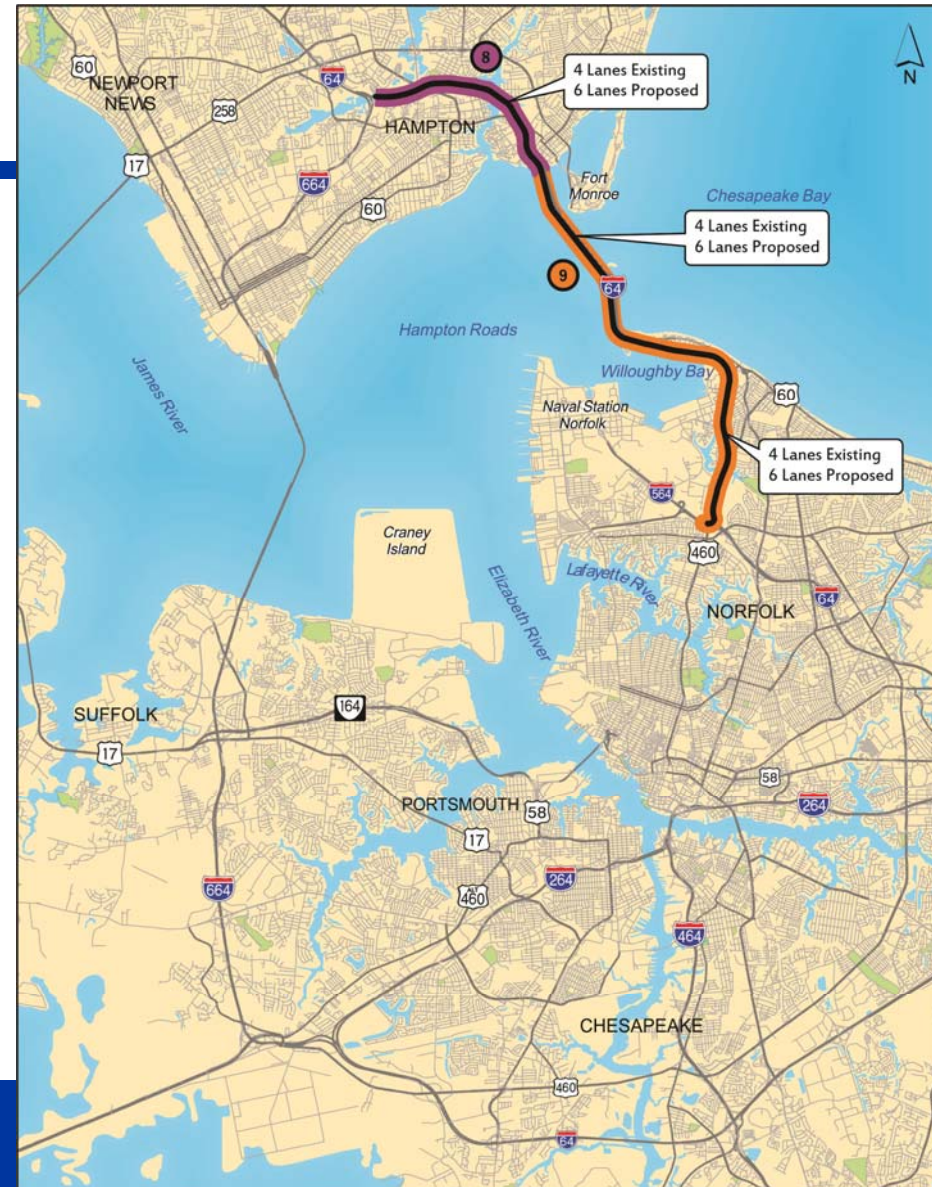 60
NEWPORT
NEWS
64
8
4 Lanes Existing
6 Lanes Proposed
N
258
HAMPTON
17
664
60
Fort
Monroe
Chesapeake Bay
4 Lanes Existing
6 Lanes Proposed
9
64
Hampton Roads
James River
Willoughby Bay
60
Naval Station
Norfolk
4 Lanes Existing
6 Lanes Proposed
564
460
Craney
Island
Elizabeth River
Lafayette River
64
NORFOLK
SUFFOLK
17
164
58
264
PORTSMOUTH
58
17
460
264
664
464
CHESAPEAKE
460
64